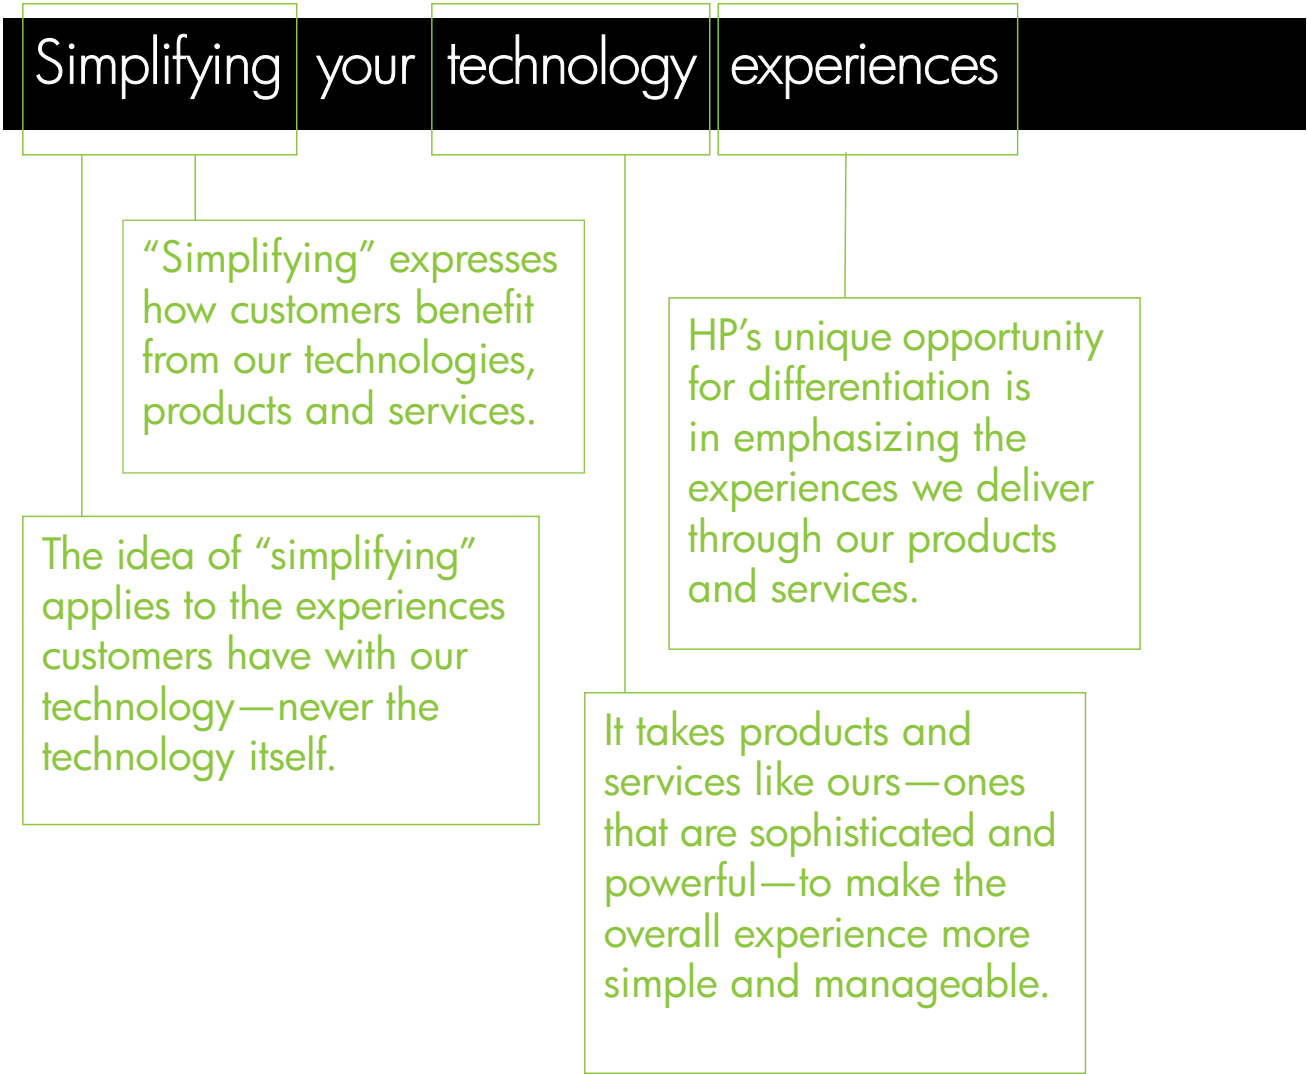 Simplifying your technology experiences
“Simplifying” expresses
how customers benefit
from our technologies,
products and services.
HP’s unique opportunity
for differentiation is
in emphasizing the
experiences we deliver
through our products
and services.
The idea of “simplifying”
applies to the experiences
customers have with our
technology—never the
technology itself.
It takes products and
services like ours—ones
that are sophisticated and
powerful—to make the
overall experience more
simple and manageable.